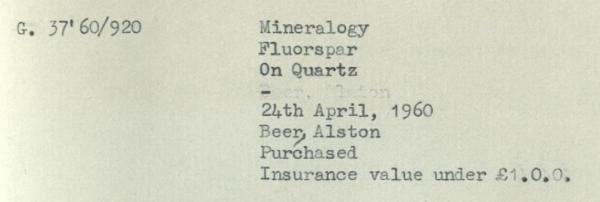 G. 37'60/920 Mineralogy
Fluorspar
On Quartz
-
24th April, 1960
Beer, Alston
Purchased
Insurance value under £1.0.0.